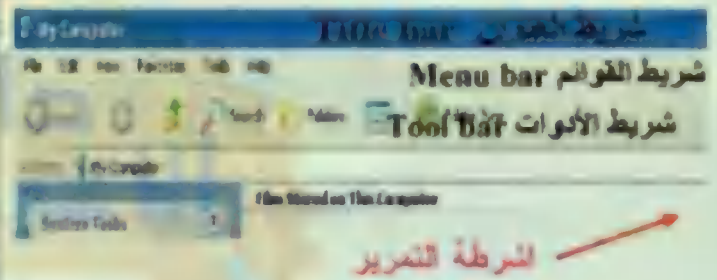 My Computer Title bar شريط العنوان
File Edit View Favorites Tools Help شريط القوائم Menu bar
Search Folders Tool bar شريط الأدوات
My Computer
System Tasks Files Stored on This Computer
اشرطة التمرير